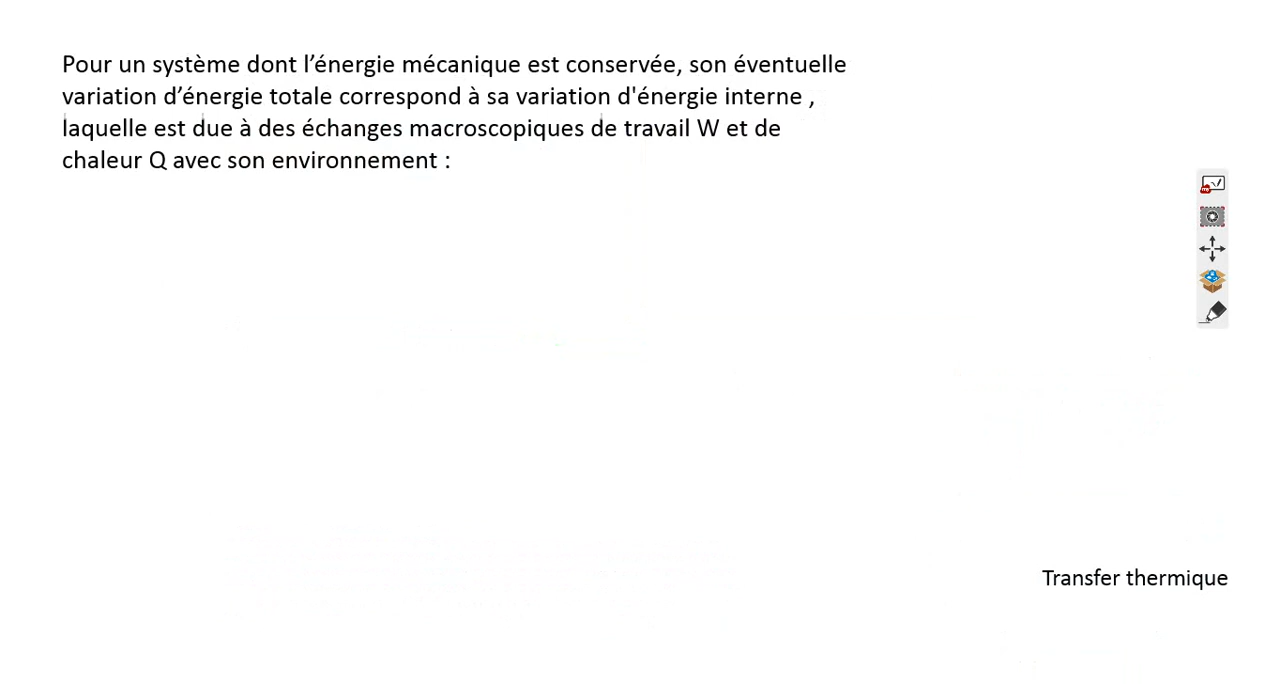 Pour un système dont l’énergie mécanique est conservée, son éventuelle
variation d’énergie totale correspond à sa variation d'énergie interne ,
laquelle est due à des échanges macroscopiques de travail W et de
chaleur Q avec son environnement :
Transfer thermique